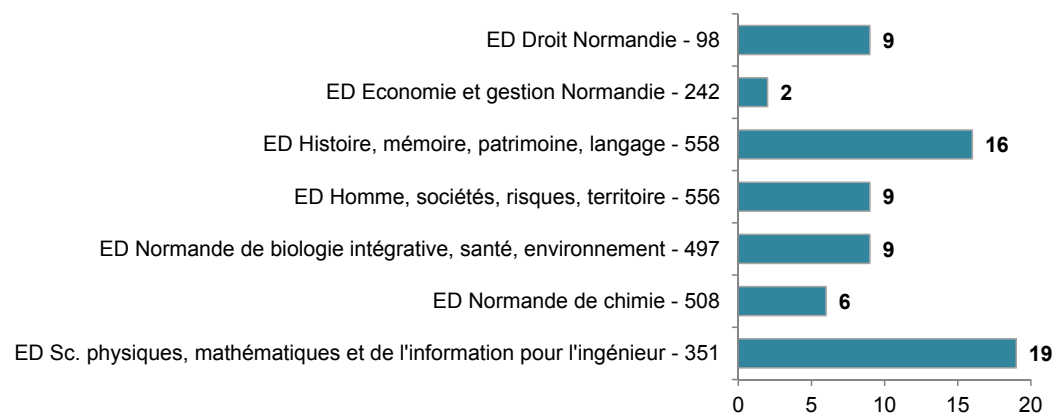 ED Droit Normandie - 98 9
ED Economie et gestion Normandie - 242 2
ED Histoire, mémoire, patrimoine, langage - 558 16
ED Homme, sociétés, risques, territoire - 556 9
ED Normande de biologie intégrative, santé, environnement - 497 9
ED Normande de chimie - 508 6
ED Sc. physiques, mathématiques et de l'information pour l'ingénieur - 351 19
0 5 10 15 20